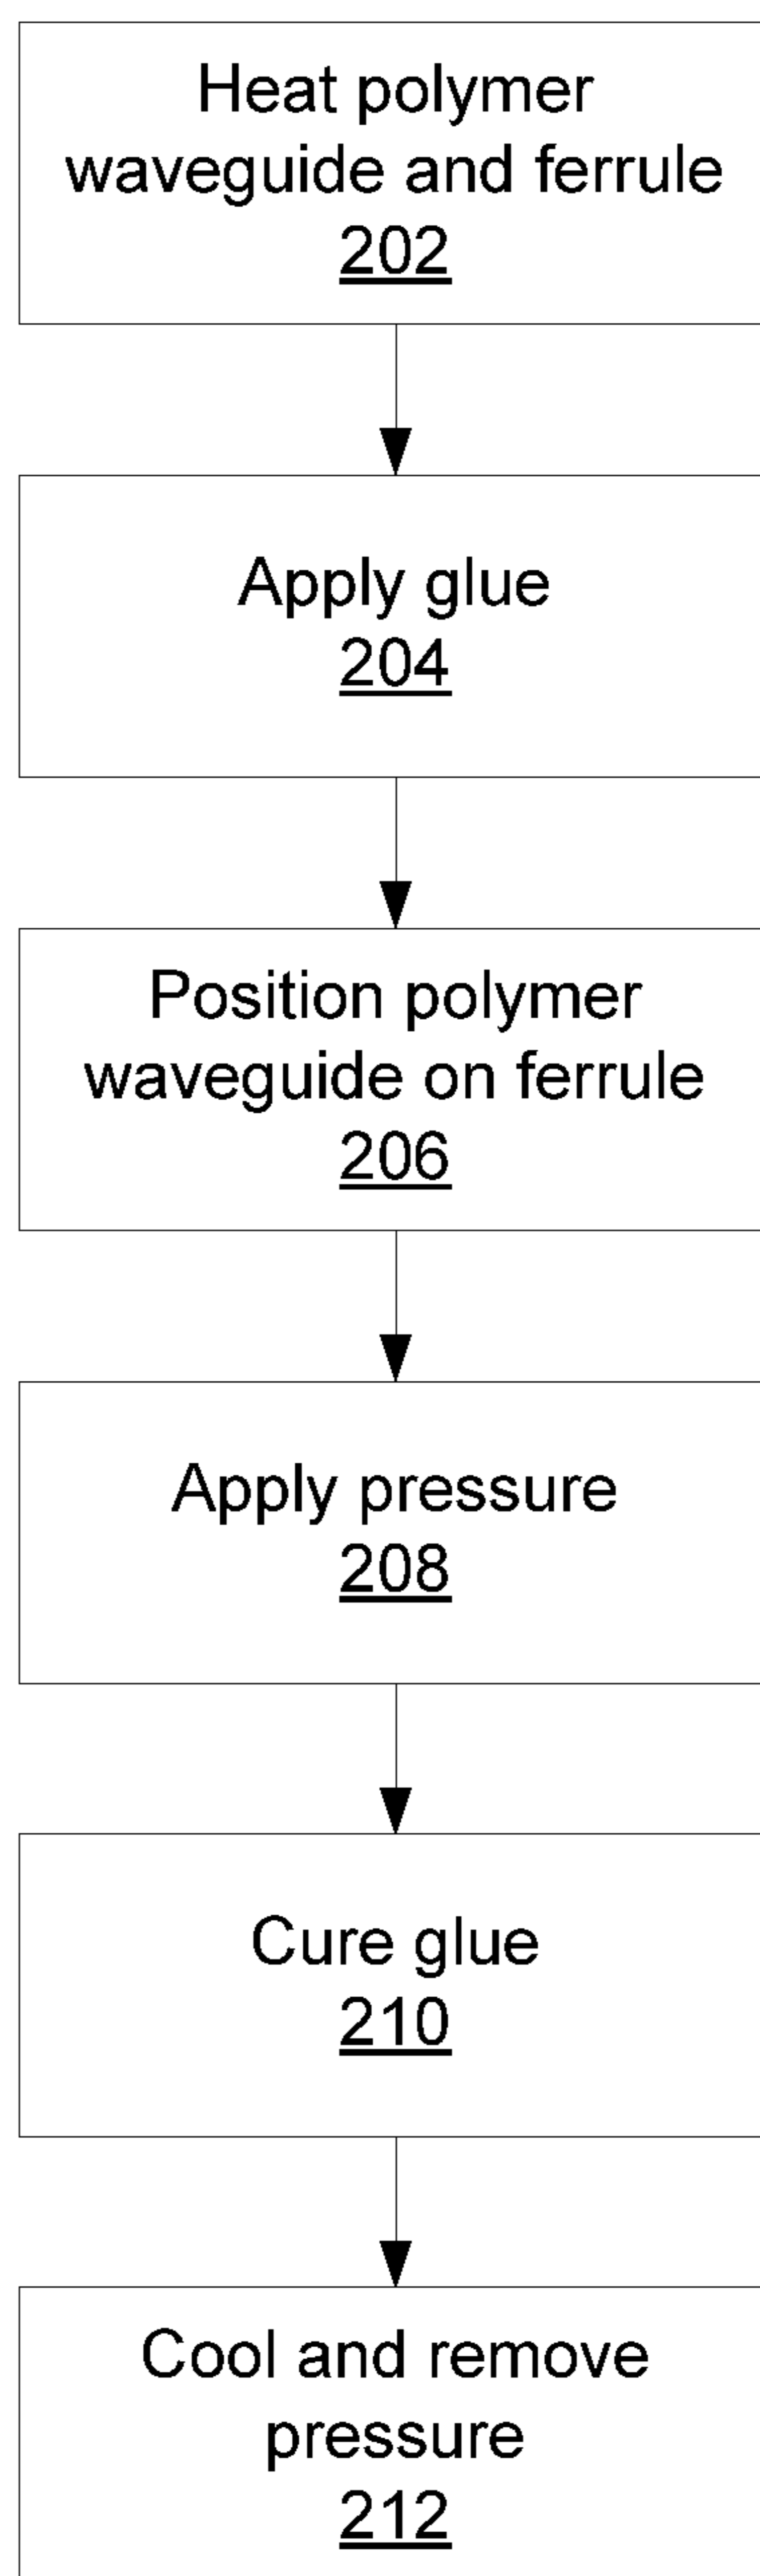 Heat polymer
waveguide and ferrule
202
Apply glue
204
Position polymer
waveguide on ferrule
206
Apply pressure
208
Cure glue
210
Cool and remove
pressure
212